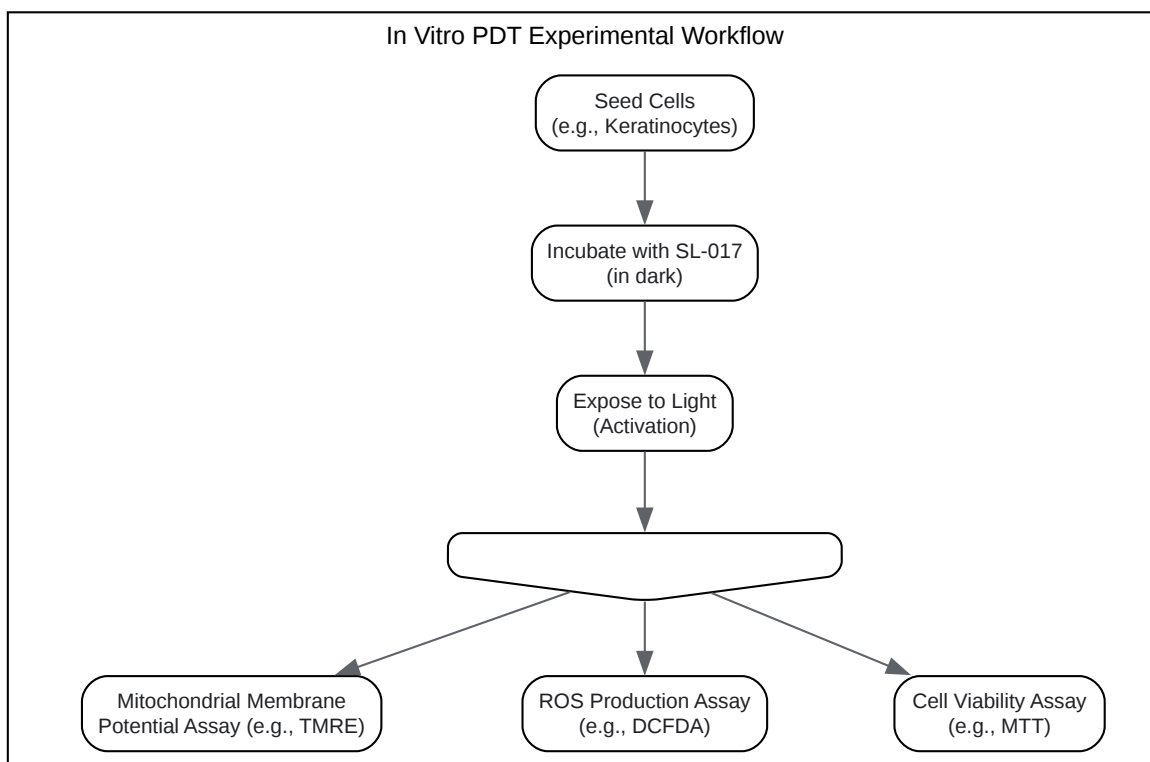 In Vitro PDT Experimental Workflow
Seed Cells
(e.g., Keratinocytes)
Incubate with SL-017
(in dark)
Expose to Light
(Activation)
Mitochondrial Membrane
Potential Assay (e.g., TMRE)
ROS Production Assay
(e.g., DCFDA)
Cell Viability Assay
(e.g., MTT)